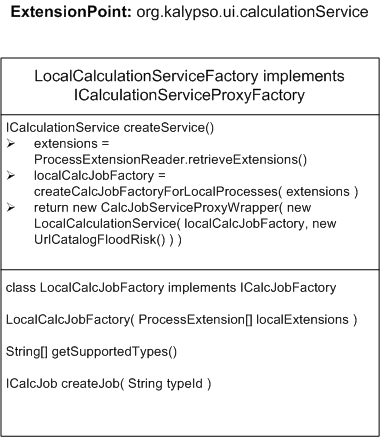 ExtensionPoint: org.kalypso.ui.calculationService
LocalCalculationServiceFactory implements
ICalculationServiceProxyFactory
ICalculationService createService()
➢ extensions =
ProcessExtensionReader.retrieveExtensions()
➢ localCalcJobFactory =
createCalcJobFactoryForLocalProcesses( extensions )
➢ return new CalcJobServiceProxyWrapper( new
LocalCalculationService( localCalcJobFactory, new
UrlCatalogFloodRisk() ) )
class LocalCalcJobFactory implements ICalcJobFactory
LocalCalcJobFactory( ProcessExtension[] localExtensions )
String[] getSupportedTypes()
ICalcJob createJob( String typeId )